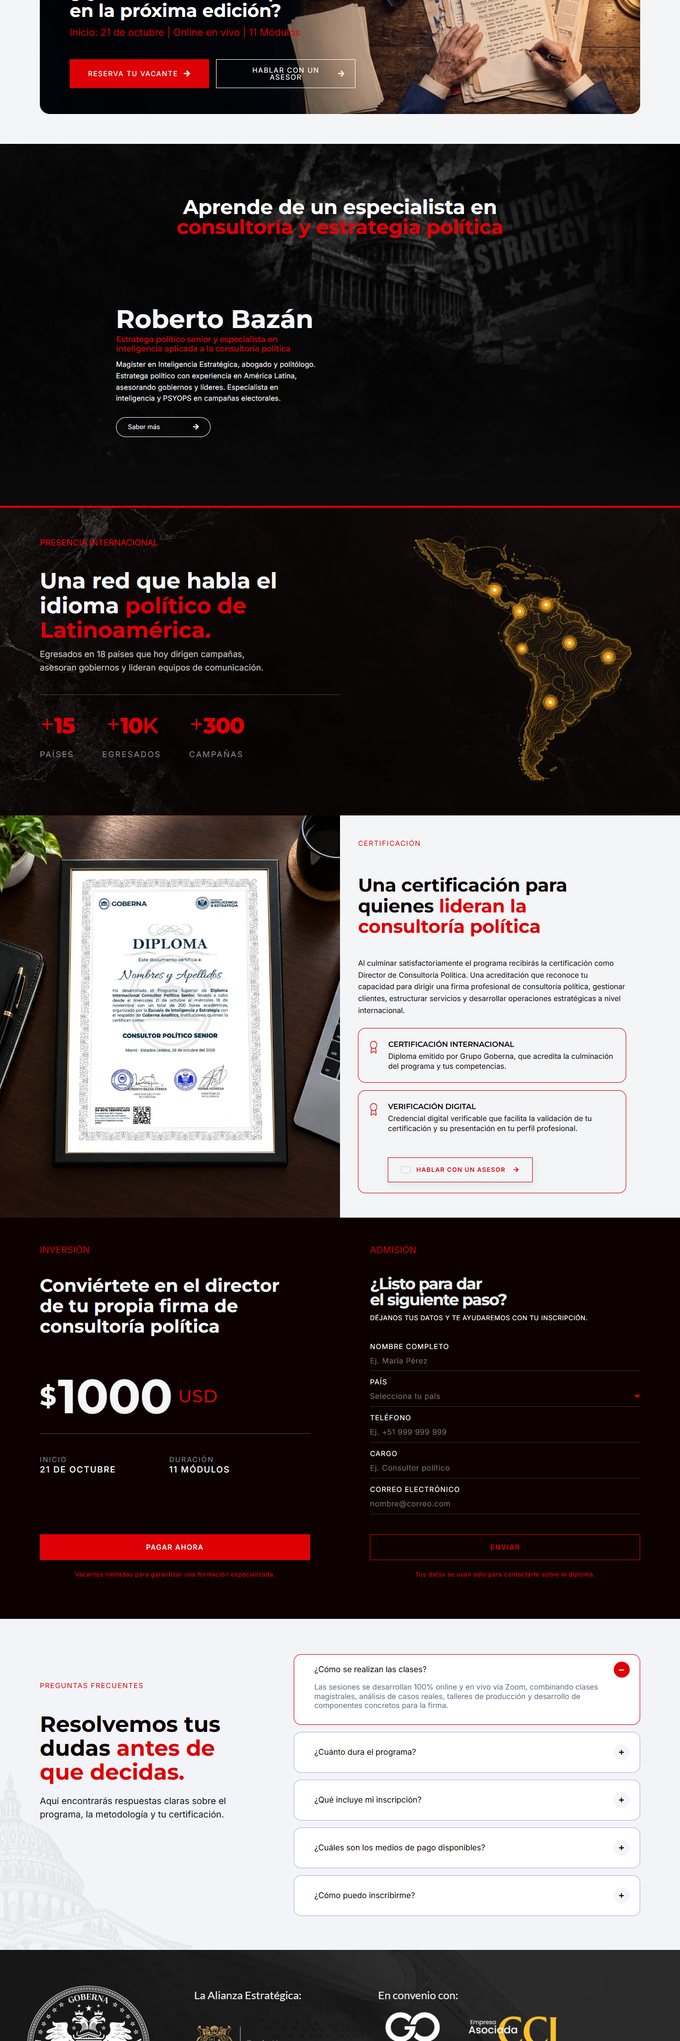 en la próxima edición?
Inicio: 21 de octubre | Online en vivo | 11 Módulos
RESERVA TU VACANTE
HABLAR CON UN
ASESOR
Aprende de un especialista en
consultoría y estrategia política
POLITICAL
STRATEGY
Roberto Bazán
Estratega político senior y especialista en
inteligencia aplicada a la consultoría política
Magíster en Inteligencia Estratégica, abogado y politólogo.
Estratega político con experiencia en América Latina,
asesorando gobiernos y líderes. Especialista en
inteligencia y PSYOPS en campañas electorales.
Saber más
PRESENCIA INTERNACIONAL
Una red que habla el
idioma político de
Latinoamérica.
Egresados en 18 países que hoy dirigen campañas,
asesoran gobiernos y lideran equipos de comunicación.
+15
PAÍSES
+10K
EGRESADOS
+300
CAMPAÑAS
GOBERNA
INTELIGENCIA
& ESTRATEGIA
DIPLOMA
Este documento certifica a:
Nombres y Apellidos
CONSULTOR POLÍTICO SENIOR
Miami - Estados Unidos, 28 de octubre del 2026
CERTIFICACIÓN
Una certificación para
quienes lideran la
consultoría política
Al culminar satisfactoriamente el programa recibirás la certificación como
Director de Consultoría Política. Una acreditación que reconoce tu
capacidad para dirigir una firma profesional de consultoría política, gestionar
clientes, estructurar servicios y desarrollar operaciones estratégicas a nivel
internacional.
CERTIFICACIÓN INTERNACIONAL
Diploma emitido por Grupo Goberna, que acredita la culminación
del programa y tus competencias.
VERIFICACIÓN DIGITAL
Credencial digital verificable que facilita la validación de tu
certificación y su presentación en tu perfil profesional.
HABLAR CON UN ASESOR
INVERSIÓN
Conviértete en el director
de tu propia firma de
consultoría política
$1000 USD
INICIO
21 DE OCTUBRE
DURACIÓN
11 MÓDULOS
PAGAR AHORA
Vacantes limitadas para garantizar una formación especializada.
ADMISIÓN
¿Listo para dar
el siguiente paso?
DÉJANOS TUS DATOS Y TE AYUDAREMOS CON TU INSCRIPCIÓN.
NOMBRE COMPLETO
Ej. María Pérez
PAÍS
Selecciona tu país
TELÉFONO
Ej. +51 999 999 999
CARGO
Ej. Consultor político
CORREO ELECTRÓNICO
nombre@correo.com
ENVIAR
Tus datos se usan solo para contactarte sobre el diploma.
PREGUNTAS FRECUENTES
Resolvemos tus
dudas antes de
que decidas.
Aquí encontrarás respuestas claras sobre el
programa, la metodología y tu certificación.
¿Cómo se realizan las clases?
Las sesiones se desarrollan 100% online y en vivo vía Zoom, combinando clases
magistrales, análisis de casos reales, talleres de producción y desarrollo de
componentes concretos para la firma.
¿Cuánto dura el programa?
¿Qué incluye mi inscripción?
¿Cuáles son los medios de pago disponibles?
¿Cómo puedo inscribirme?
GOBERNA
La Alianza Estratégica:
En convenio con:
GO
Empresa
Asociada
CCL